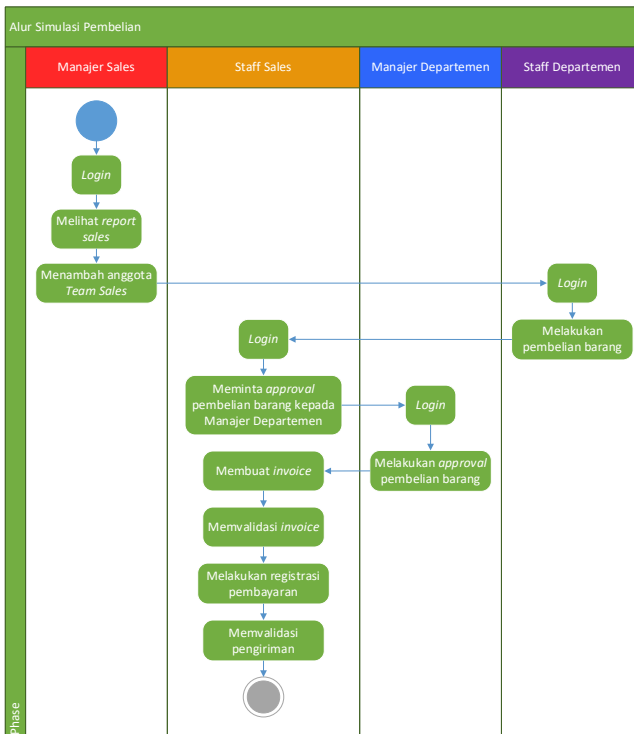 Alur Simulasi Pembelian
Manajer Sales
Staff Sales
Manajer Departemen
Staff Departemen
Login
Melihat report
sales
Menambah anggota
Team Sales
Login
Melakukan
pembelian barang
Login
Meminta approval
pembelian barang kepada
Manajer Departemen
Login
Melakukan approval
pembelian barang
Membuat invoice
Memvalidasi invoice
Melakukan registrasi
pembayaran
Memvalidasi
pengiriman
Phase